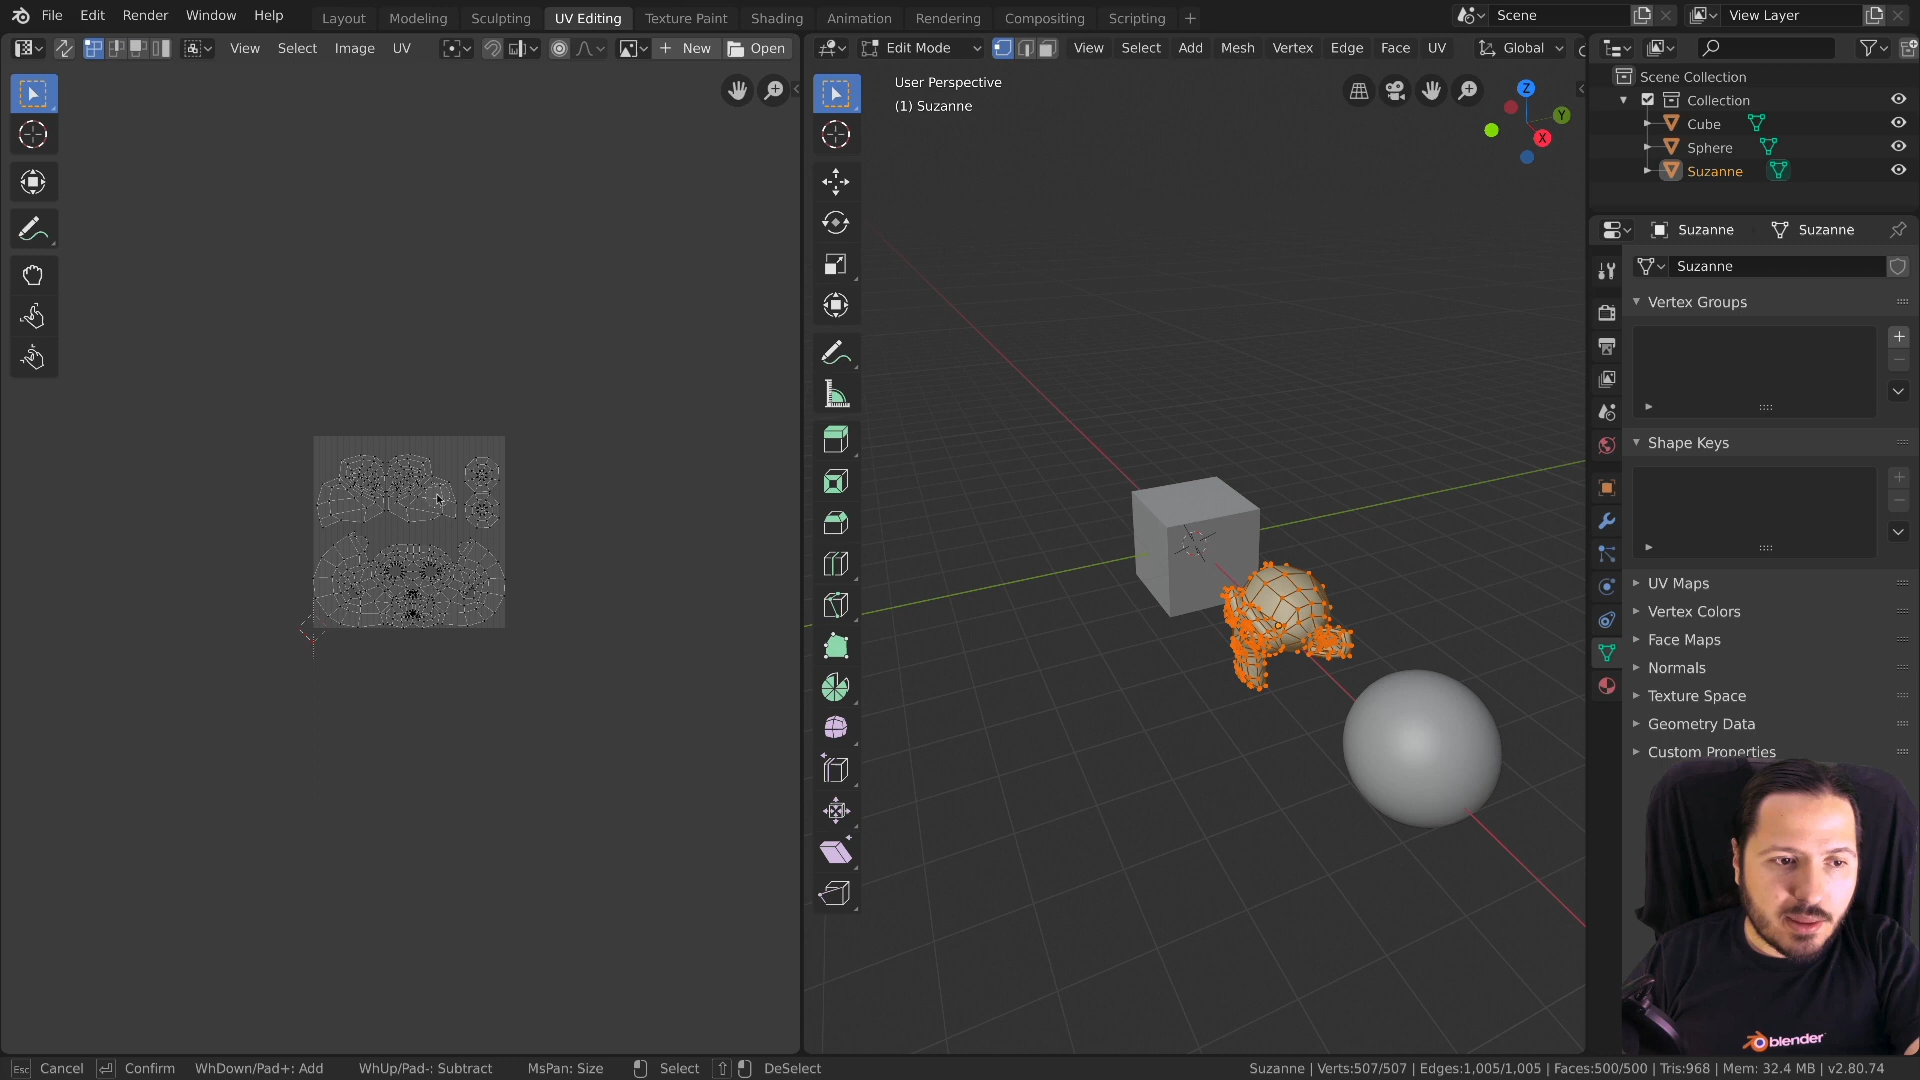 File Edit Render Window Help Layout Modeling Sculpting UV Editing Texture Paint Shading Animation Rendering Compositing Scripting + Scene View Layer
View Select Image UV + New Open Edit Mode View Select Add Mesh Vertex Edge Face UV Global
User Perspective
(1) Suzanne
Z
Y
X
Scene Collection
Collection
Cube
Sphere
Suzanne
Suzanne Suzanne
Suzanne
Vertex Groups
Shape Keys
UV Maps
Vertex Colors
Face Maps
Normals
Texture Space
Geometry Data
Custom Properties
blender
Esc Cancel Confirm WhDown/Pad+: Add WhUp/Pad-: Subtract MsPan: Size Select DeSelect Suzanne | Verts:507/507 | Edges:1,005/1,005 | Faces:500/500 | Tris:968 | Mem: 32.4 MB | v2.80.74